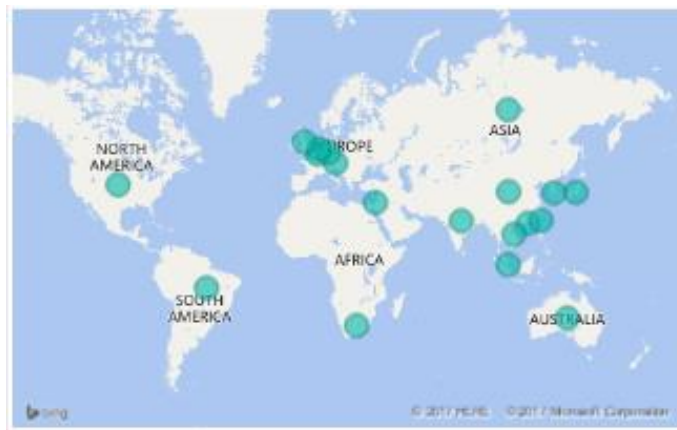 NORTH
AMERICA
EUROPE
ASIA
AFRICA
SOUTH
AMERICA
AUSTRALIA
bing
© 2017 HERE © 2017 Microsoft Corporation